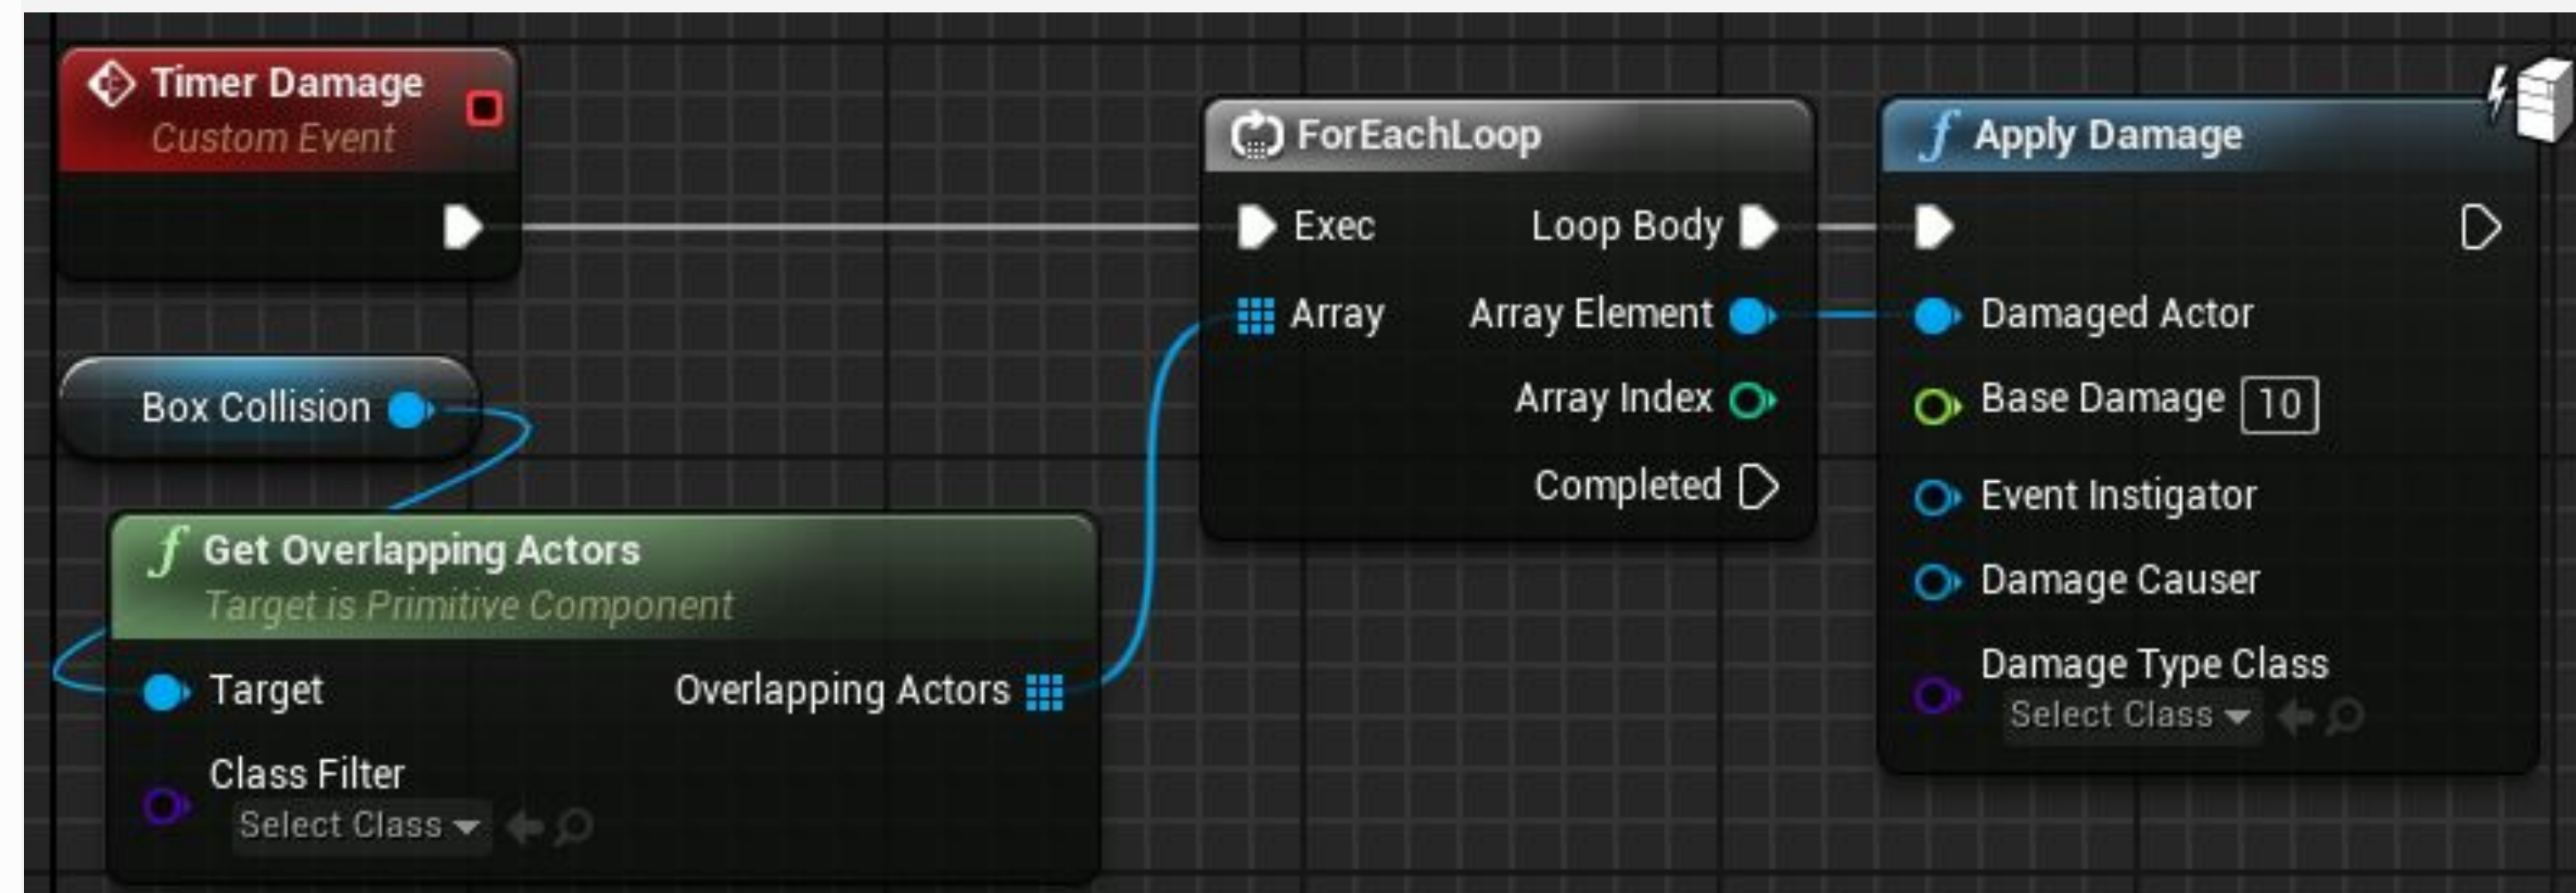 Timer Damage
Custom Event
Box Collision
Get Overlapping Actors
Target is Primitive Component
Target
Overlapping Actors
Class Filter
Select Class
ForEachLoop
Exec
Loop Body
Array
Array Element
Array Index
Completed
Apply Damage
Damaged Actor
Base Damage 10
Event Instigator
Damage Causer
Damage Type Class
Select Class